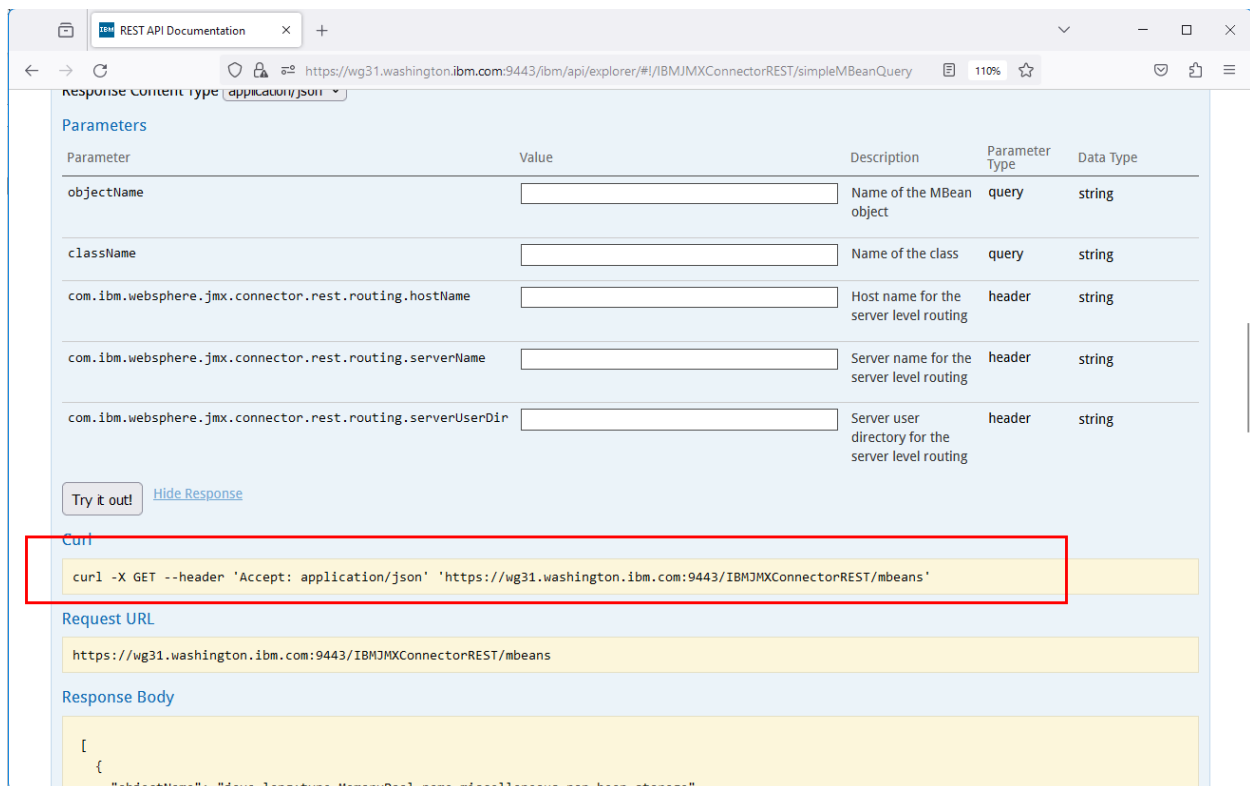 IBM REST API Documentation
https://wg31.washington.ibm.com:9443/ibm/api/explorer/#!/IBMJMXConnectorREST/simpleMBeanQuery 110%
Response Content Type application/json
Parameters
Parameter Value Description Parameter Type Data Type
objectName Name of the MBean object query string
className Name of the class query string
com.ibm.websphere.jmx.connector.rest.routing.hostName Host name for the server level routing header string
com.ibm.websphere.jmx.connector.rest.routing.serverName Server name for the server level routing header string
com.ibm.websphere.jmx.connector.rest.routing.serverUserDir Server user directory for the server level routing header string
Try it out! Hide Response
Curl
curl -X GET --header 'Accept: application/json' 'https://wg31.washington.ibm.com:9443/IBMJMXConnectorREST/mbeans'
Request URL
https://wg31.washington.ibm.com:9443/IBMJMXConnectorREST/mbeans
Response Body
[
{